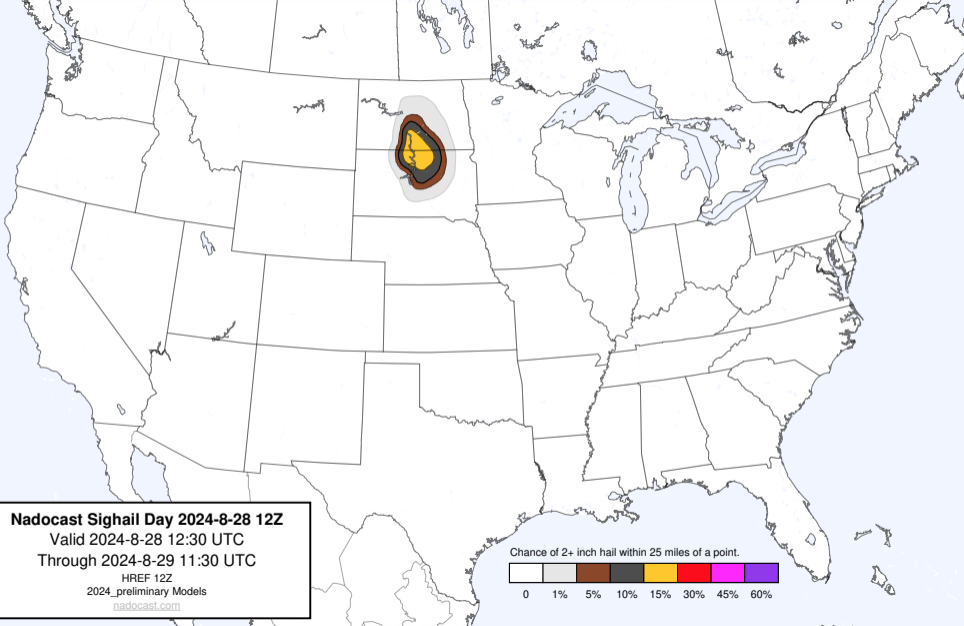 Nadocast Sighail Day 2024-8-28 12Z
Valid 2024-8-28 12:30 UTC
Through 2024-8-29 11:30 UTC
HREF 12Z
2024_preliminary Models
nadocast.com
Chance of 2+ inch hail within 25 miles of a point.
0 1% 5% 10% 15% 30% 45% 60%